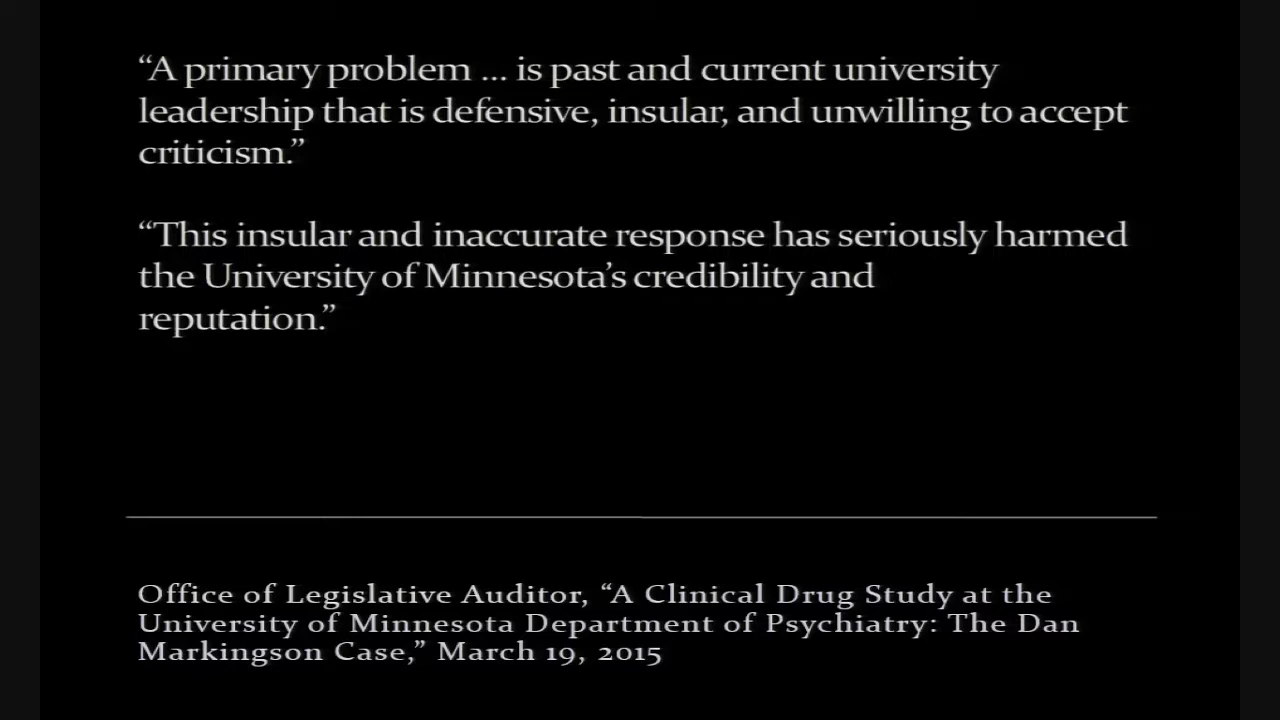 “A primary problem ... is past and current university
leadership that is defensive, insular, and unwilling to accept
criticism.”
“This insular and inaccurate response has seriously harmed
the University of Minnesota’s credibility and
reputation.”
Office of Legislative Auditor, “A Clinical Drug Study at the
University of Minnesota Department of Psychiatry: The Dan
Markingson Case,” March 19, 2015